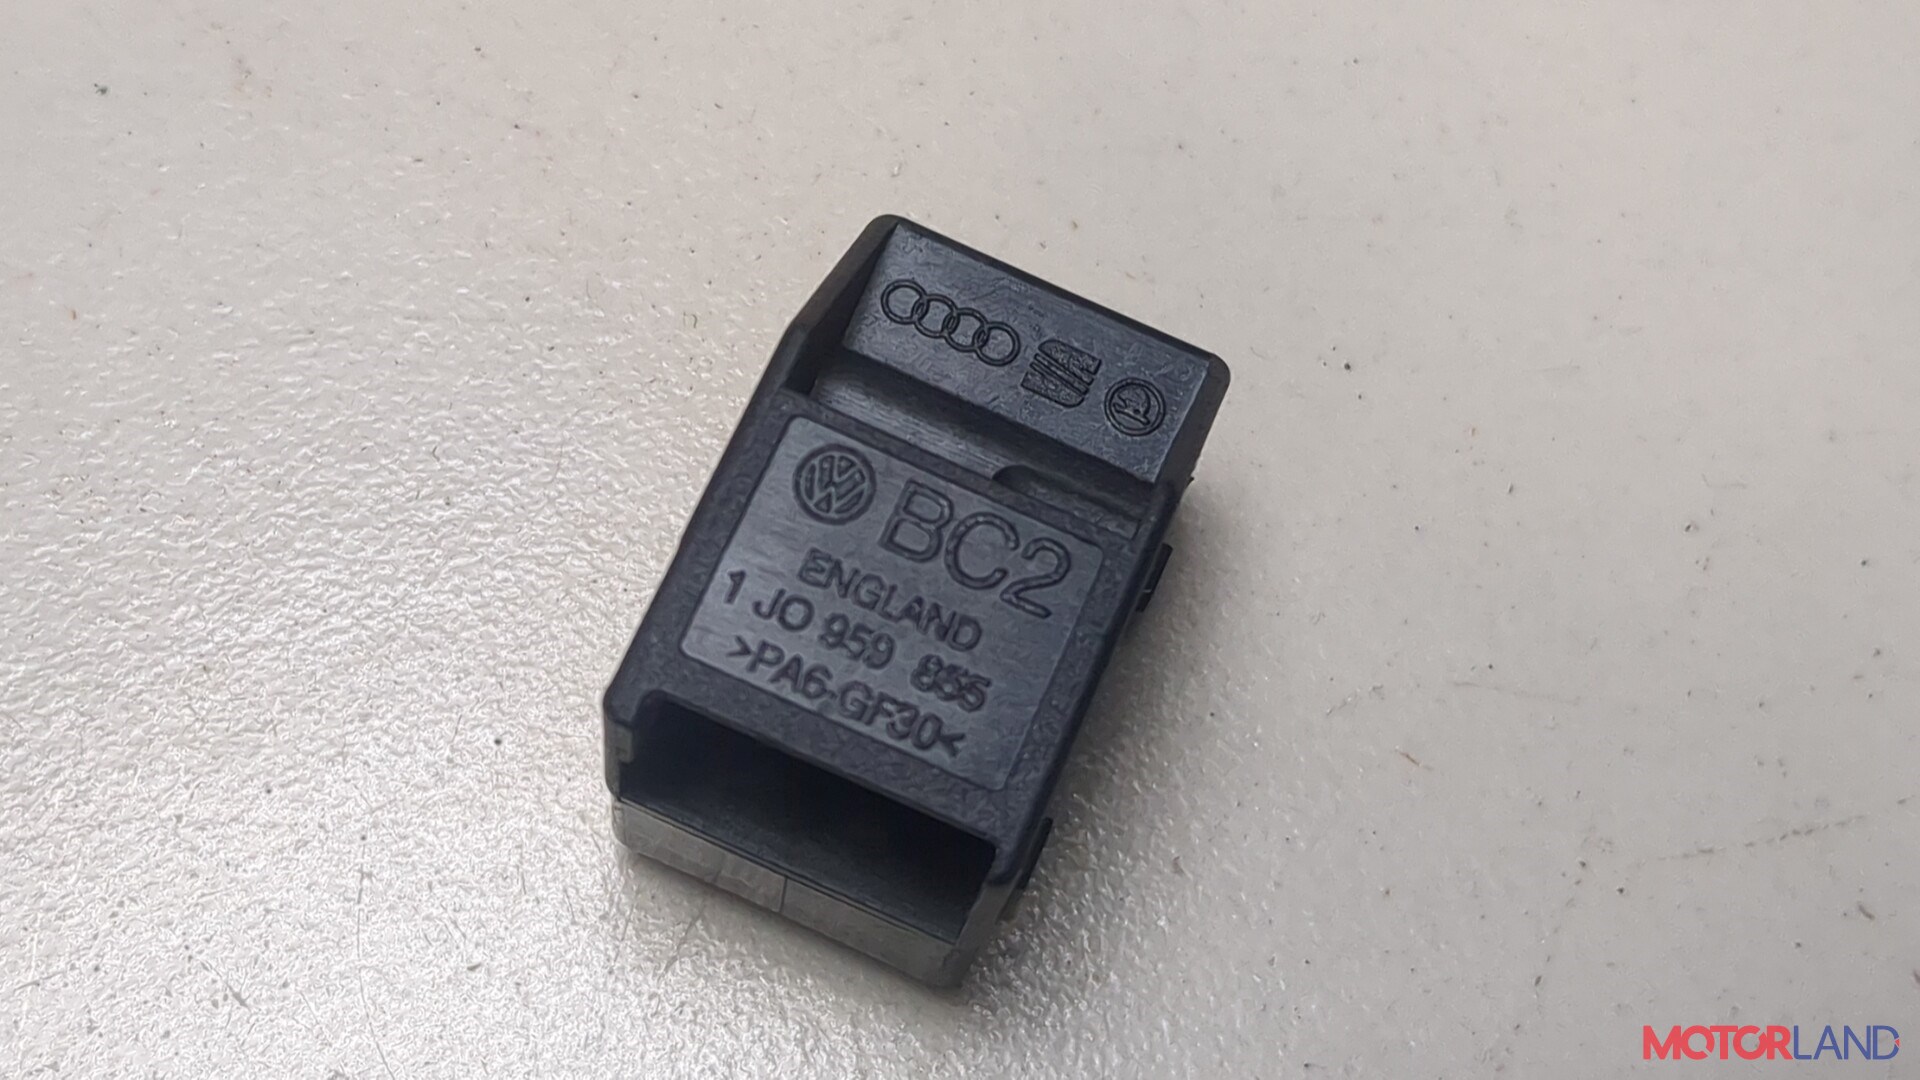 BC2
ENGLAND
1 JO 959 855
>PA6-GF30<
MOTORLAND